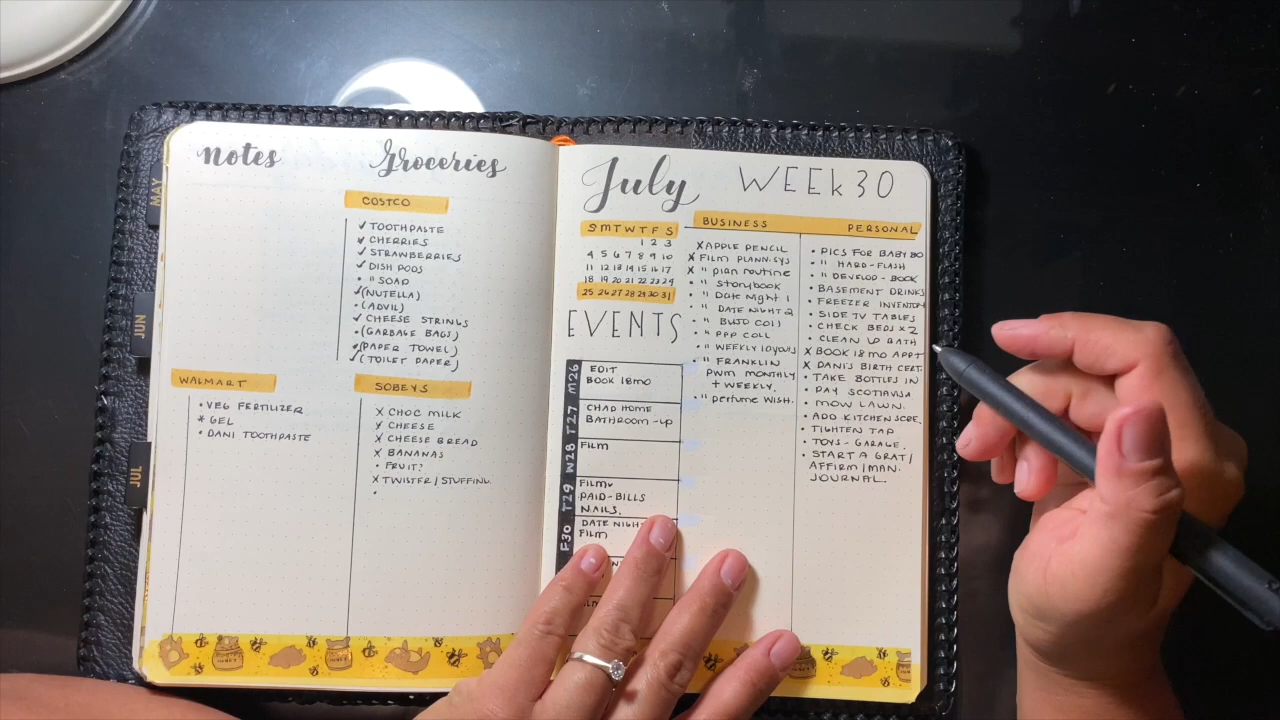 notes
Groceries
COSTCO
✓ TOOTHPASTE
✓ CHERRIES
✓ STRAWBERRIES
✓ DISH PODS
• " SOAP
✓(NUTELLA)
•(ADVIL)
✓ CHEESE STRINGS
•(GARBAGE BAGS)
✓(PAPER TOWEL)
✓(TOILET PAPER)
WALMART
• VEG FERTILIZER
* GEL
• DANI TOOTHPASTE
SOBEYS
X CHOC MILK
X CHEESE
X CHEESE BREAD
X BANANAS
• FRUIT?
X TWISTER/STUFFING
•
MAY
JUN
JUL
July
WEEK 30
S M T W T F S
1 2 3
4 5 6 7 8 9 10
11 12 13 14 15 16 17
18 19 20 21 22 23 24
25 26 27 28 29 30 31
EVENTS
M26
EDIT
BOOK 18mo
T27
CHAD HOME
BATHROOM-up
W28
FILM
T29
FILM
PAID-BILLS
NAILS.
F30
DATE NIGHT
FILM
BUSINESS
X APPLE PENCIL
X FILM PLANN. SYS
X " plan routine
• " Storybook
• " Date Night 1
• " DATE NIGHT 2
• " BUJO COLL
• " PPP COLL
• " WEEKLY layouts
• " FRANKLIN
PWM MONTHLY
+ WEEKLY.
• " perfume WISH.
PERSONAL
• PICS FOR BABY BO
• " HARD-FLASH
• " DEVELOP-BOOK
• BASEMENT DRINKS
• FREEZER INVENTORY
• SIDE TV TABLES
• CHECK BEDS X2
• CLEAN UP BATH
X BOOK 18mo APPT
X DANI'S BIRTH CERT.
• TAKE BOTTLES IN
• PAY SCOTIAVISA
• MOW LAWN.
• ADD KITCHEN SCRE.
• TIGHTEN TAP
• TOYS-GARAGE.
• START A GRAT/
AFFIRM/MAN.
JOURNAL.